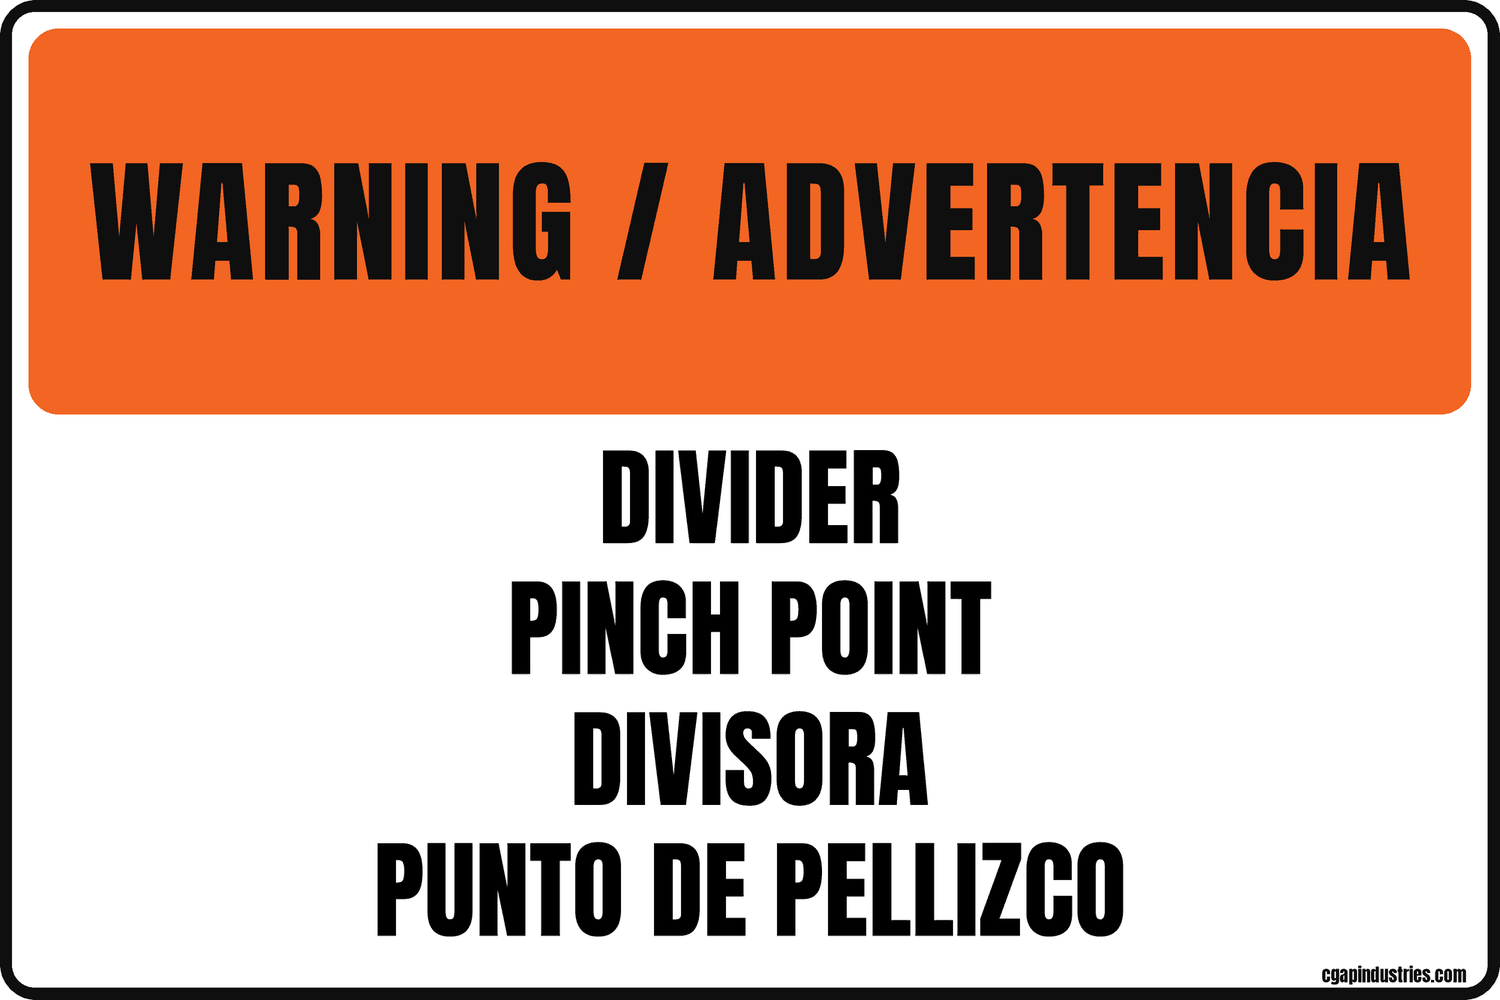 WARNING / ADVERTENCIA
DIVIDER
PINCH POINT
DIVISORA
PUNTO DE PELLIZCO
cgapindustries.com